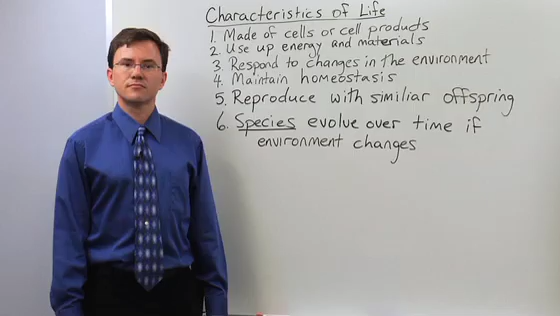 Characteristics of Life
1. Made of cells or cell products
2. Use up energy and materials
3. Respond to changes in the environment
4. Maintain homeostasis
5. Reproduce with similiar offspring
6. Species evolve over time if
environment changes